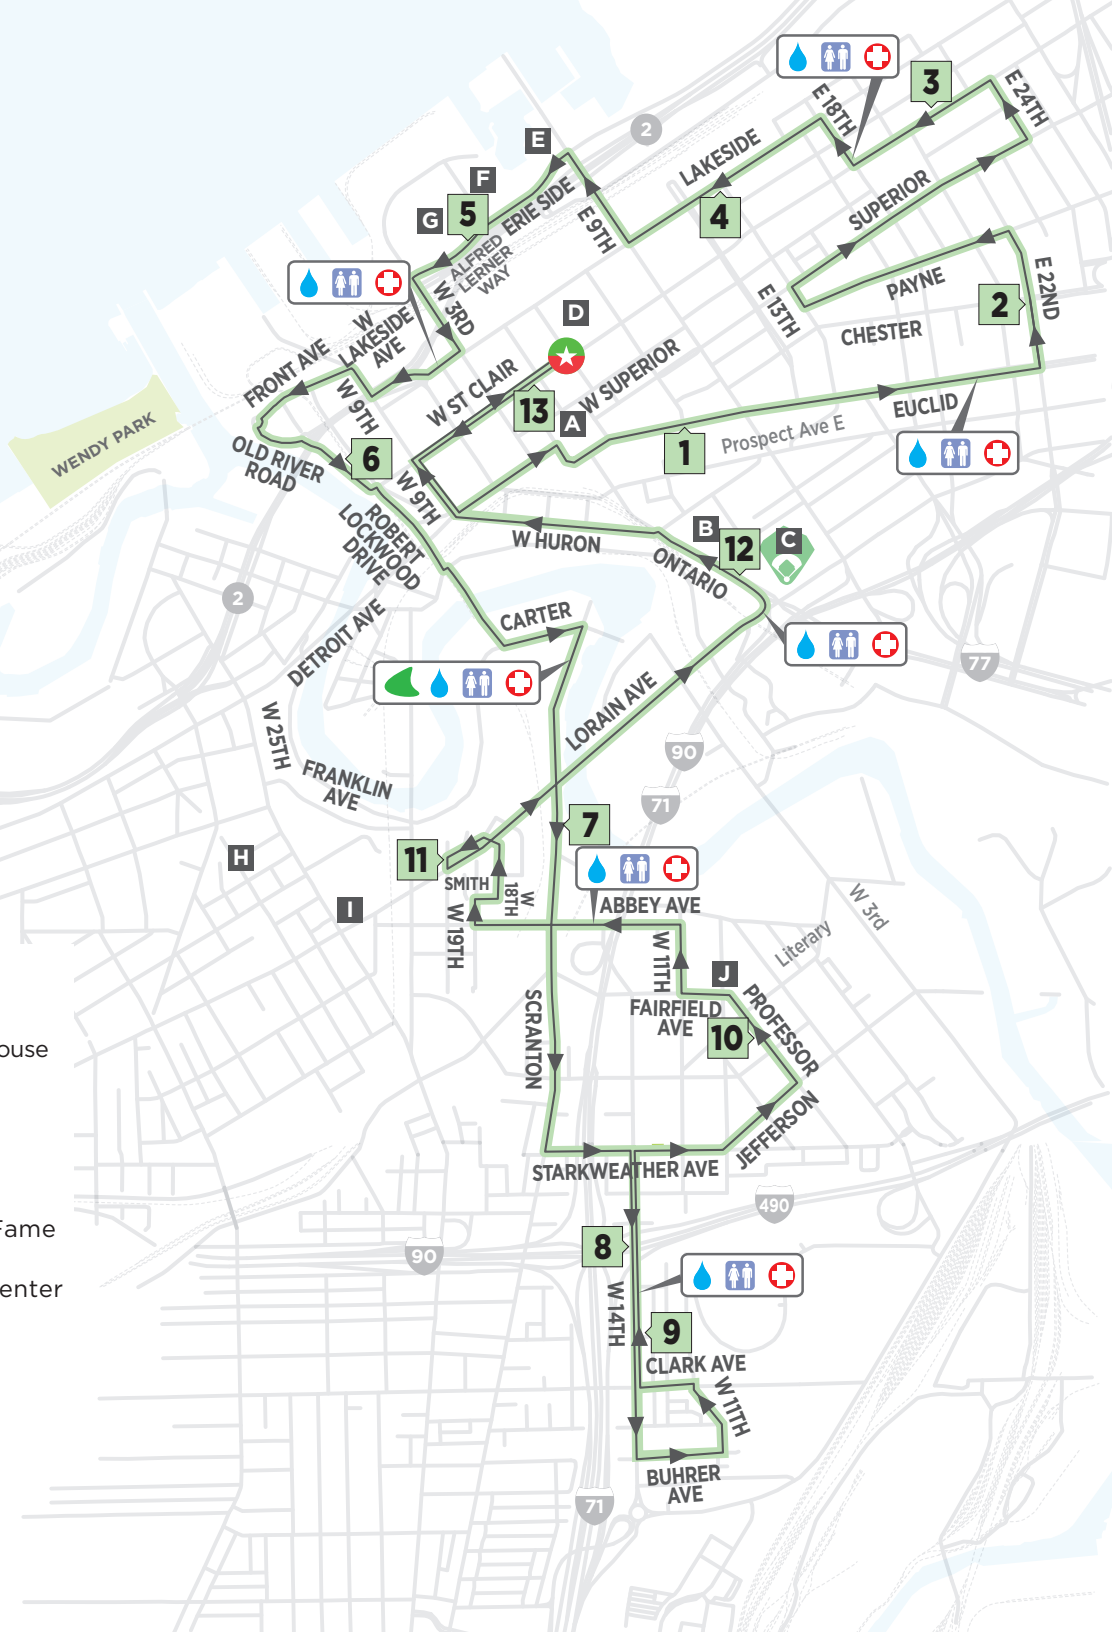 3
E 24TH
E 18TH
2
E
LAKESIDE
F
SUPERIOR
5
G
ERIE SIDE
4
E 9TH
ALFRED
LERNER
WAY
PAYNE
E 22ND
E 13TH
2
W 3RD
D
CHESTER
W
LAKESIDE
AVE
FRONT AVE
W SUPERIOR
W ST CLAIR
W 9TH
13
A
EUCLID
WENDY PARK
Prospect Ave E
1
OLD RIVER
ROAD
6
W 9TH
W HURON
B
12
C
ONTARIO
ROBERT
LOCKWOOD
DRIVE
2
CARTER
DETROIT AVE
77
LORAIN AVE
W 25TH
90
FRANKLIN
AVE
71
7
H
11
SMITH
W
18TH
I
ABBEY AVE
W 3rd
W 19TH
W 11TH
Literary
J
SCRANTON
FAIRFIELD
AVE
PROFESSOR
10
ouse
JEFFERSON
STARKWEATHER AVE
490
Fame
8
90
enter
W 14TH
9
CLARK AVE
W 11TH
BUHRER
AVE
71